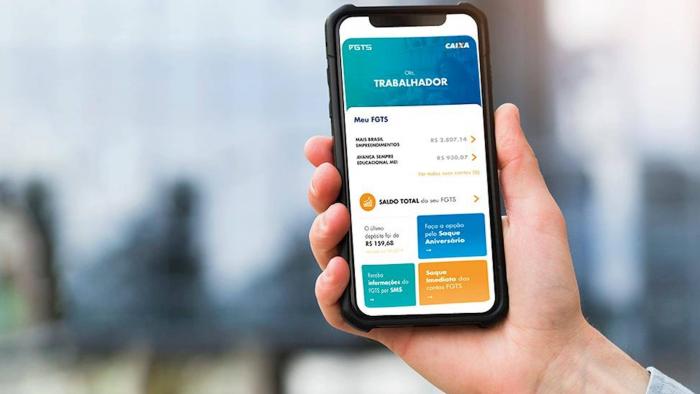 FGTS
CAIXA
Olá,
TRABALHADOR
Meu FGTS
MAIS BRASIL
EMPREENDIMENTOS
R$ 2.807,14
AVANÇA SEMPRE
EDUCACIONAL MEI
R$ 930,07
Ver todas suas contas
SALDO TOTAL do seu FGTS
O último
depósito foi de
R$ 159,68
Faça a opção
pelo Saque
Aniversário
Receba
informações do
FGTS por SMS
Saque
Imediato das
contas FGTS